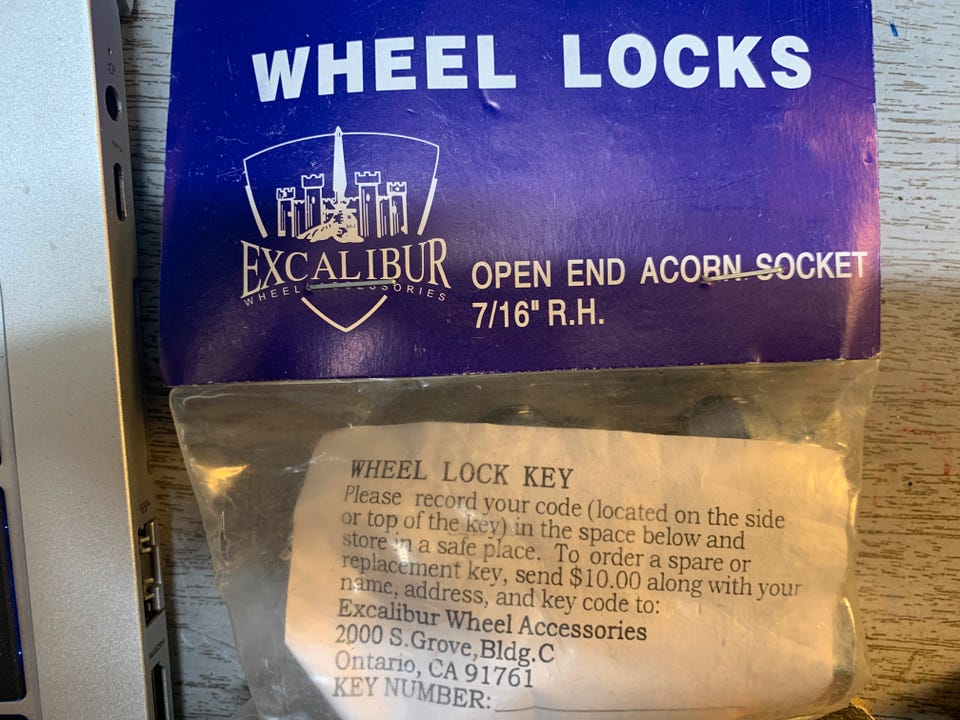 WHEEL LOCKS
EXCALIBUR
WHEEL ACCESSORIES
OPEN END ACORN SOCKET
7/16" R.H.
WHEEL LOCK KEY
Please record your code (located on the side
or top of the key) in the space below and
store in a safe place. To order a spare or
replacement key, send $10.00 along with your
name, address, and key code to:
Excalibur Wheel Accessories
2000 S.Grove,Bldg.C
Ontario, CA 91761
KEY NUMBER: